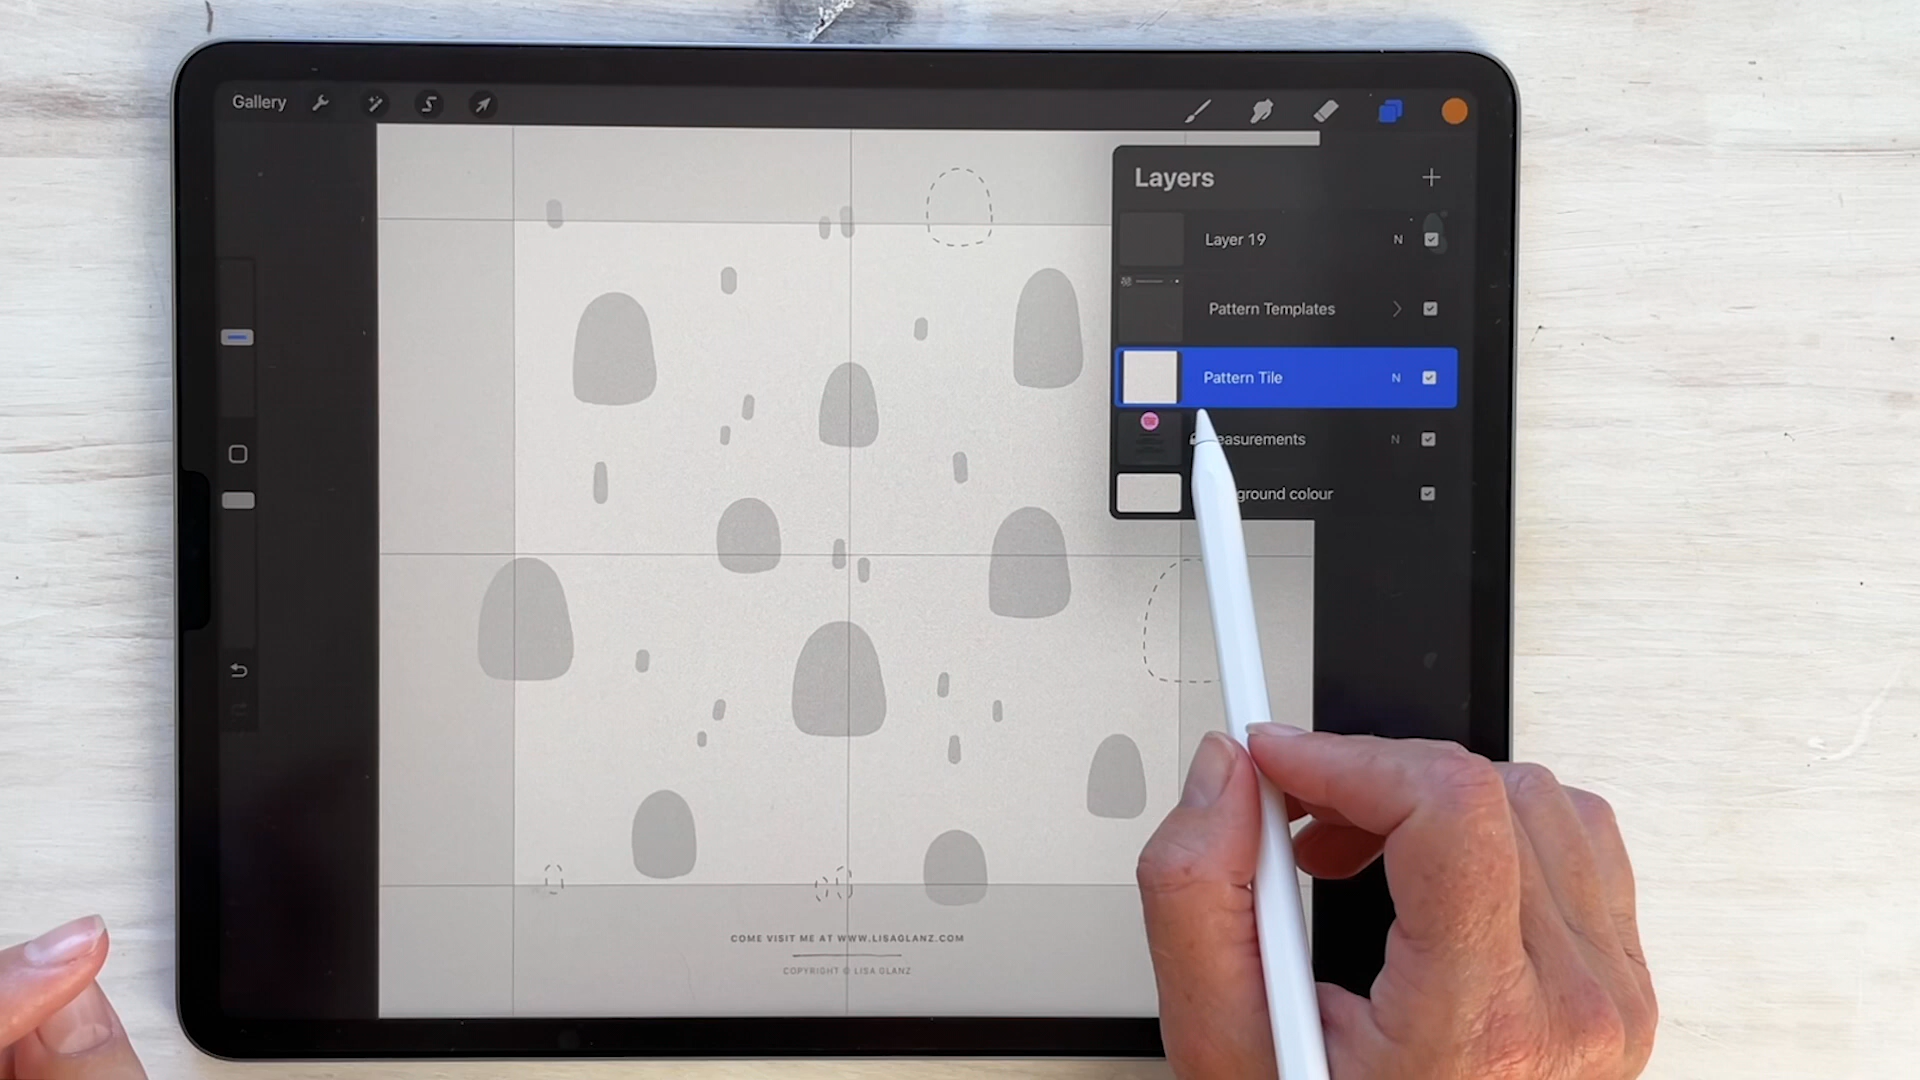 Gallery
Layers
Layer 19 N
Pattern Templates
Pattern Tile N
easurements N
ground colour
COME VISIT ME AT WWW.LISAGLANZ.COM
COPYRIGHT © LISA GLANZ